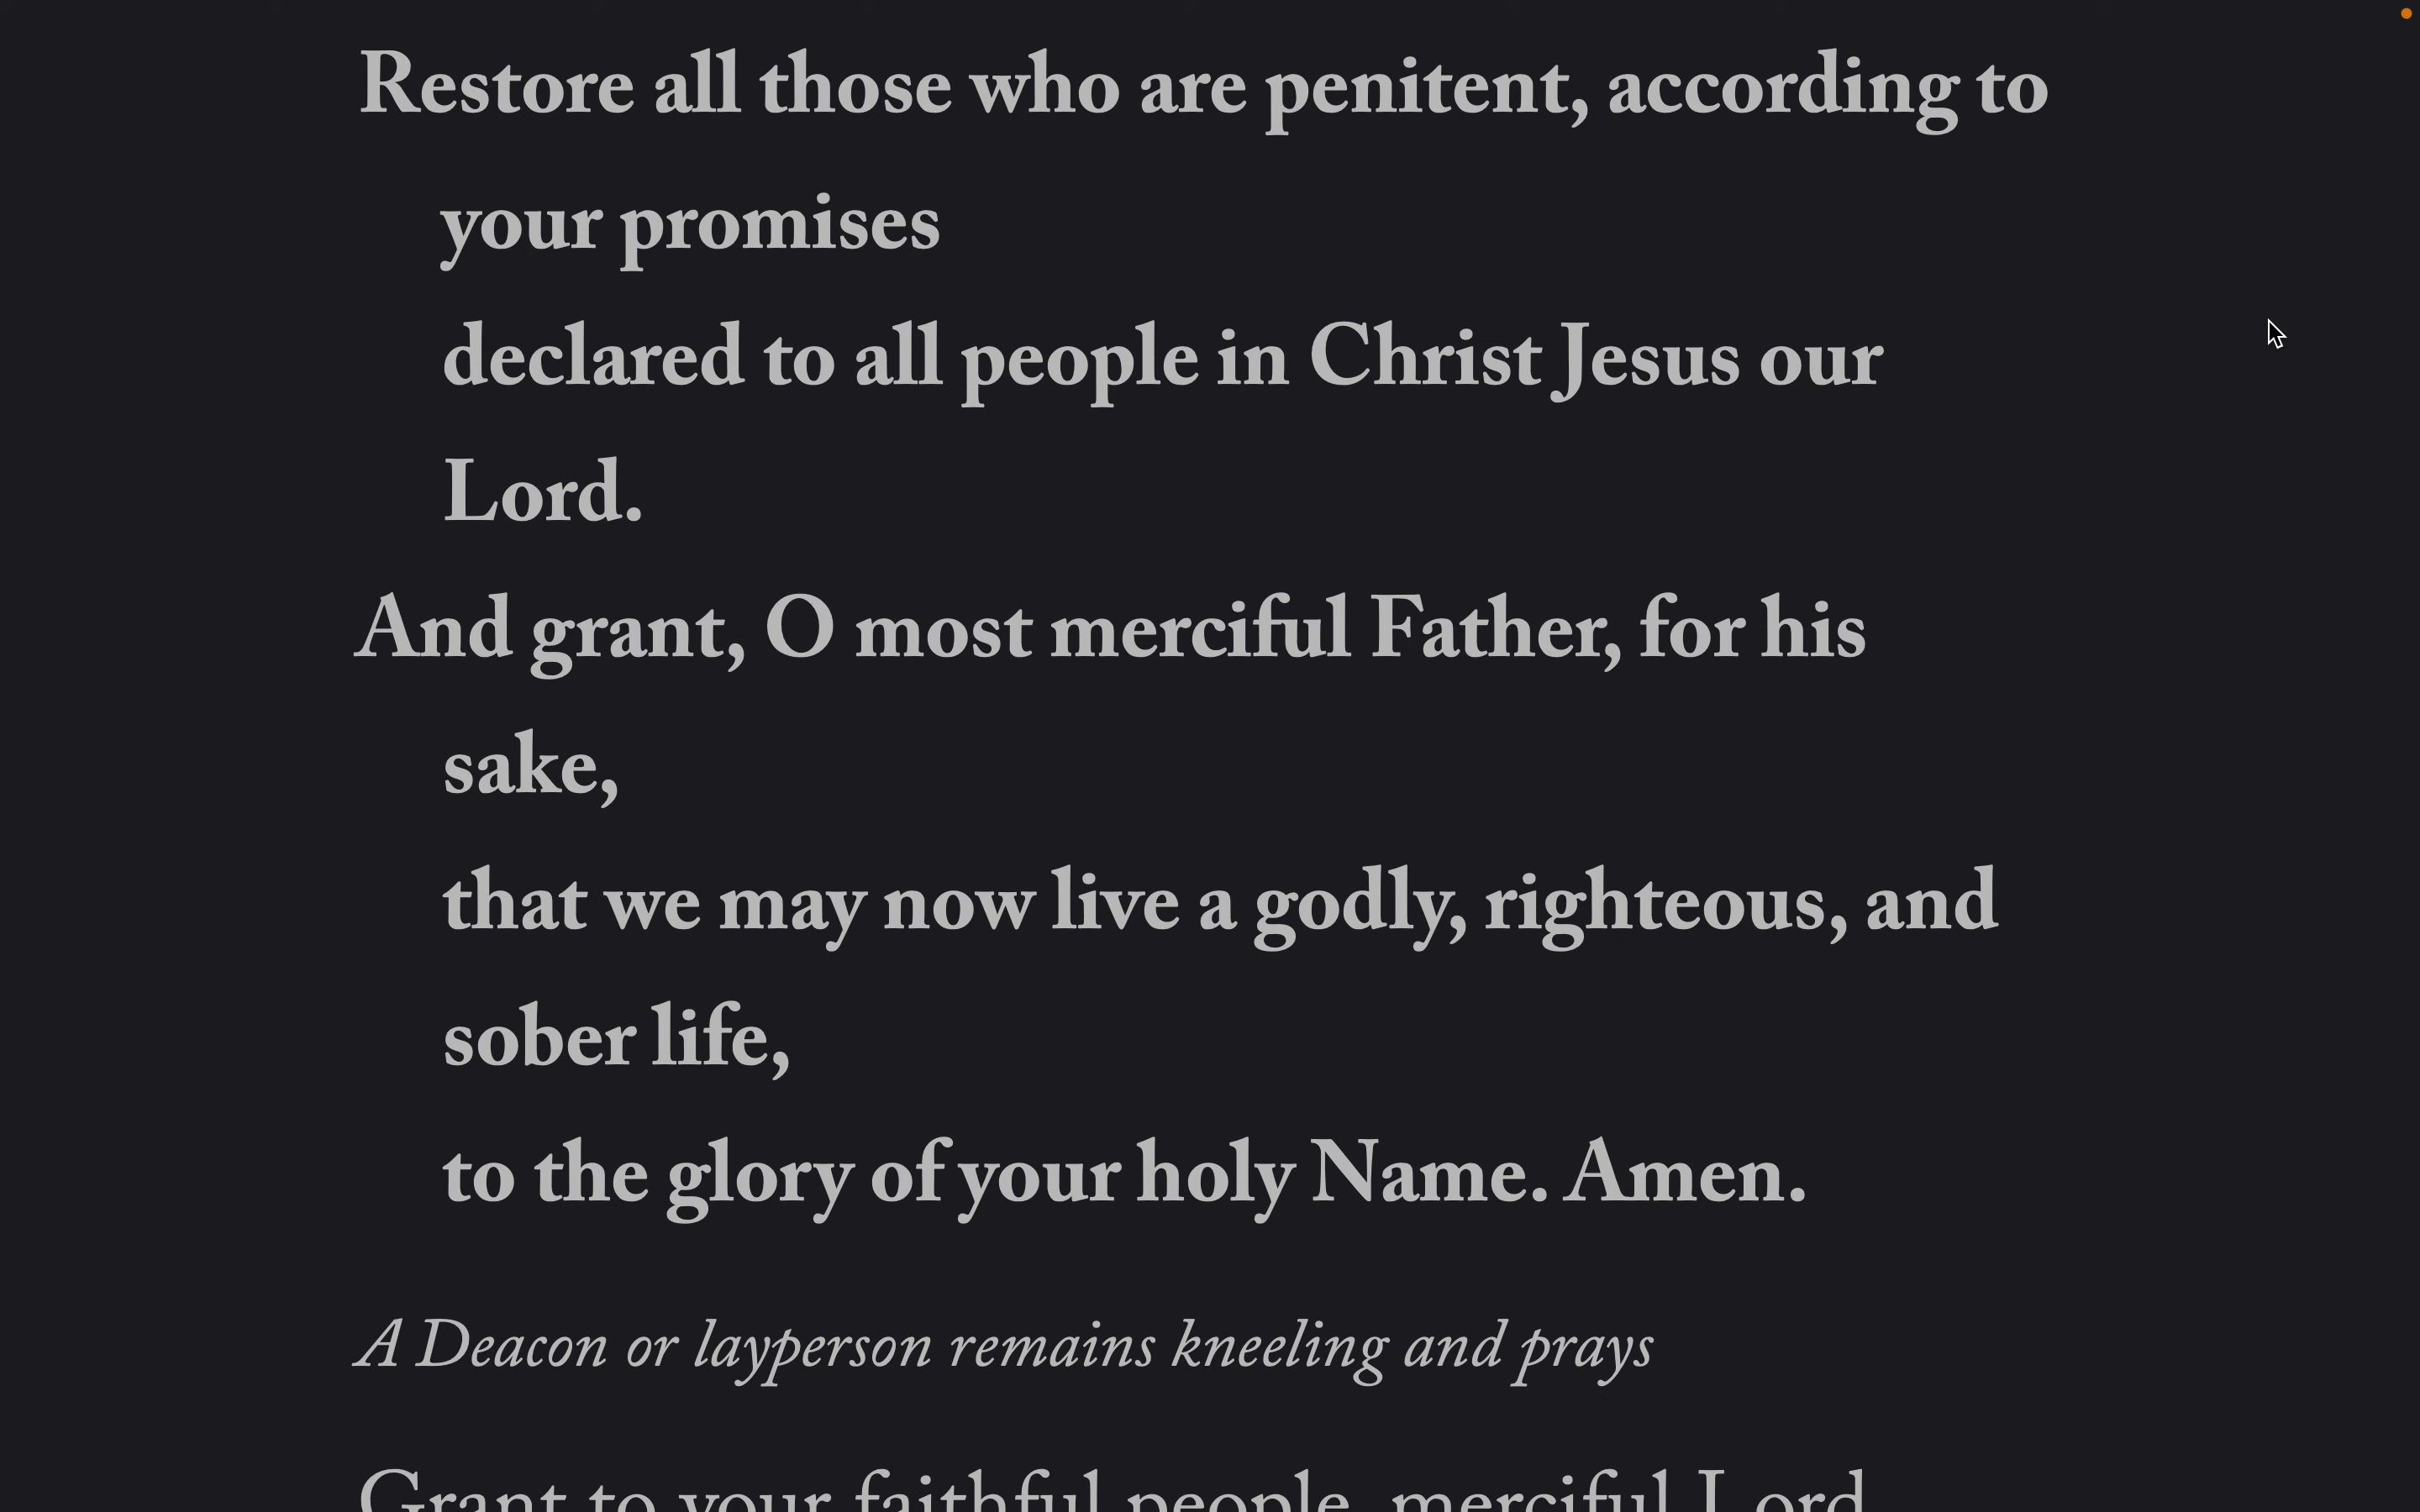 Restore all those who are penitent, according to
your promises
declared to all people in Christ Jesus our
Lord.
And grant, O most merciful Father, for his
sake,
that we may now live a godly, righteous, and
sober life,
to the glory of your holy Name. Amen.
A Deacon or layperson remains kneeling and prays
Grant to your faithful people, merciful Lord